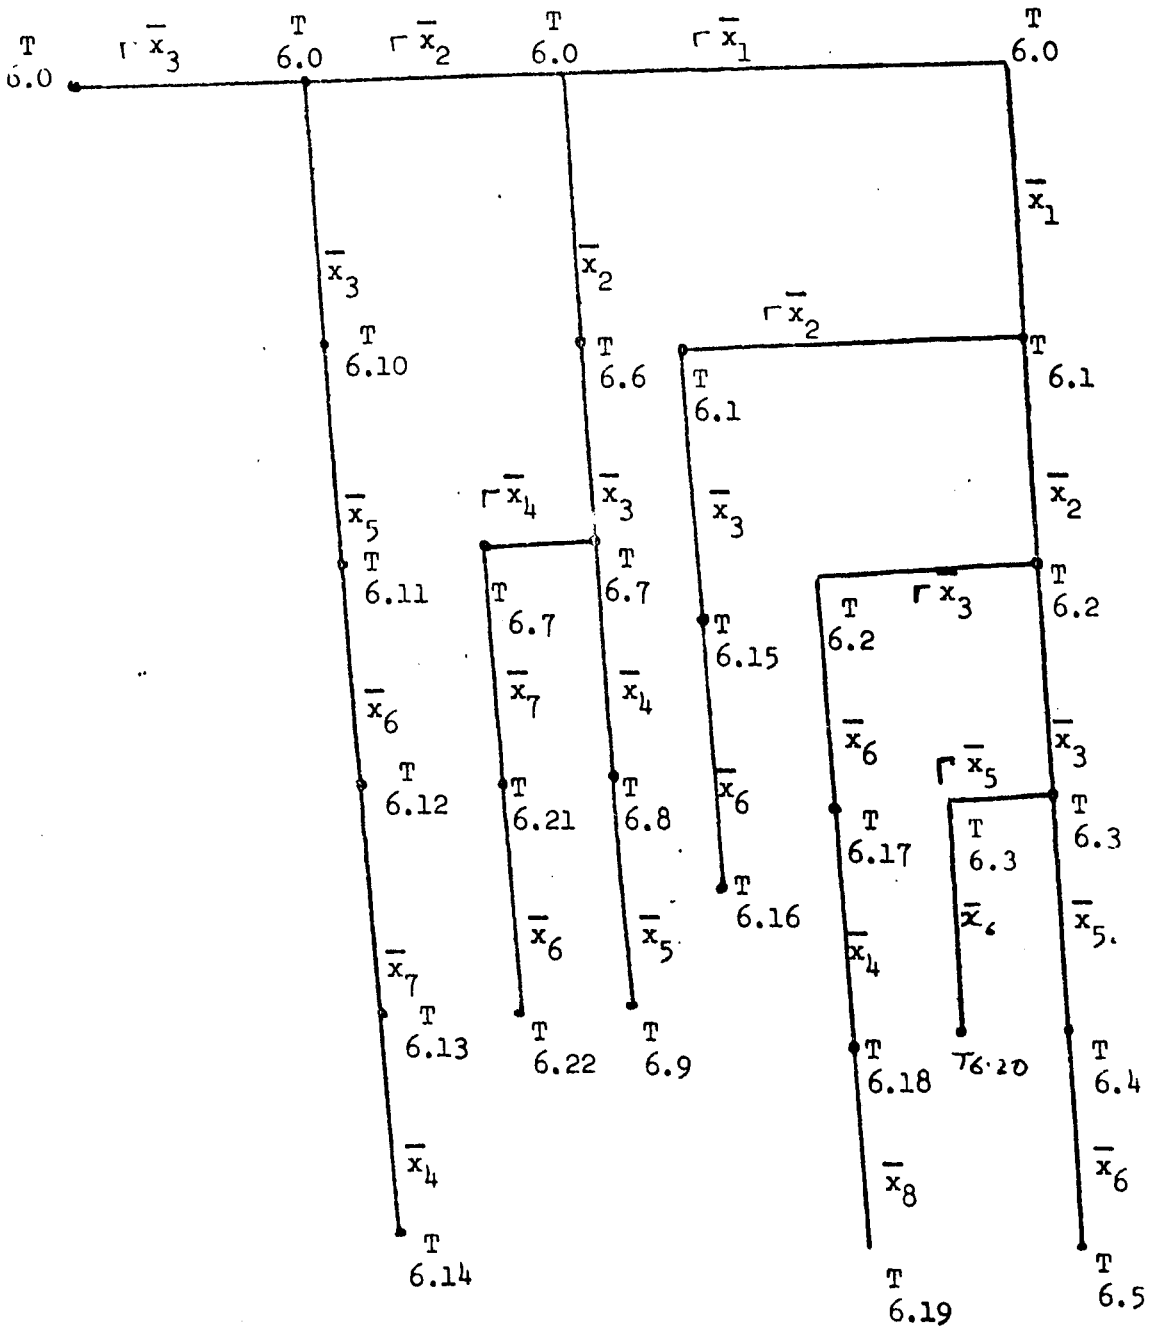 T r x̅3 T r x̅2 T r x̅1 T
6.0 6.0 6.0 6.0
x̅1
x̅3 x̅2
r x̅2
T T T
6.10 6.6 6.1
T
6.1
x̅5 r x̅4 x̅3 x̅3 x̅2
T T T r x̅3 T
6.11 6.7 6.7 6.2
T
6.2
T
6.15
x̅6 x̅7 x̅4 x̅6 x̅3
r x̅5
T T T x̅6 T T
6.12 6.21 6.8 6.17 6.3
T
6.3
T
6.16
x̅7 x̅6 x̅5 x̅4 x̅6 x̅5.
T T T T T6.20 T
6.13 6.22 6.9 6.18 6.4
x̅4 x̅8 x̅6
T T T
6.14 6.19 6.5